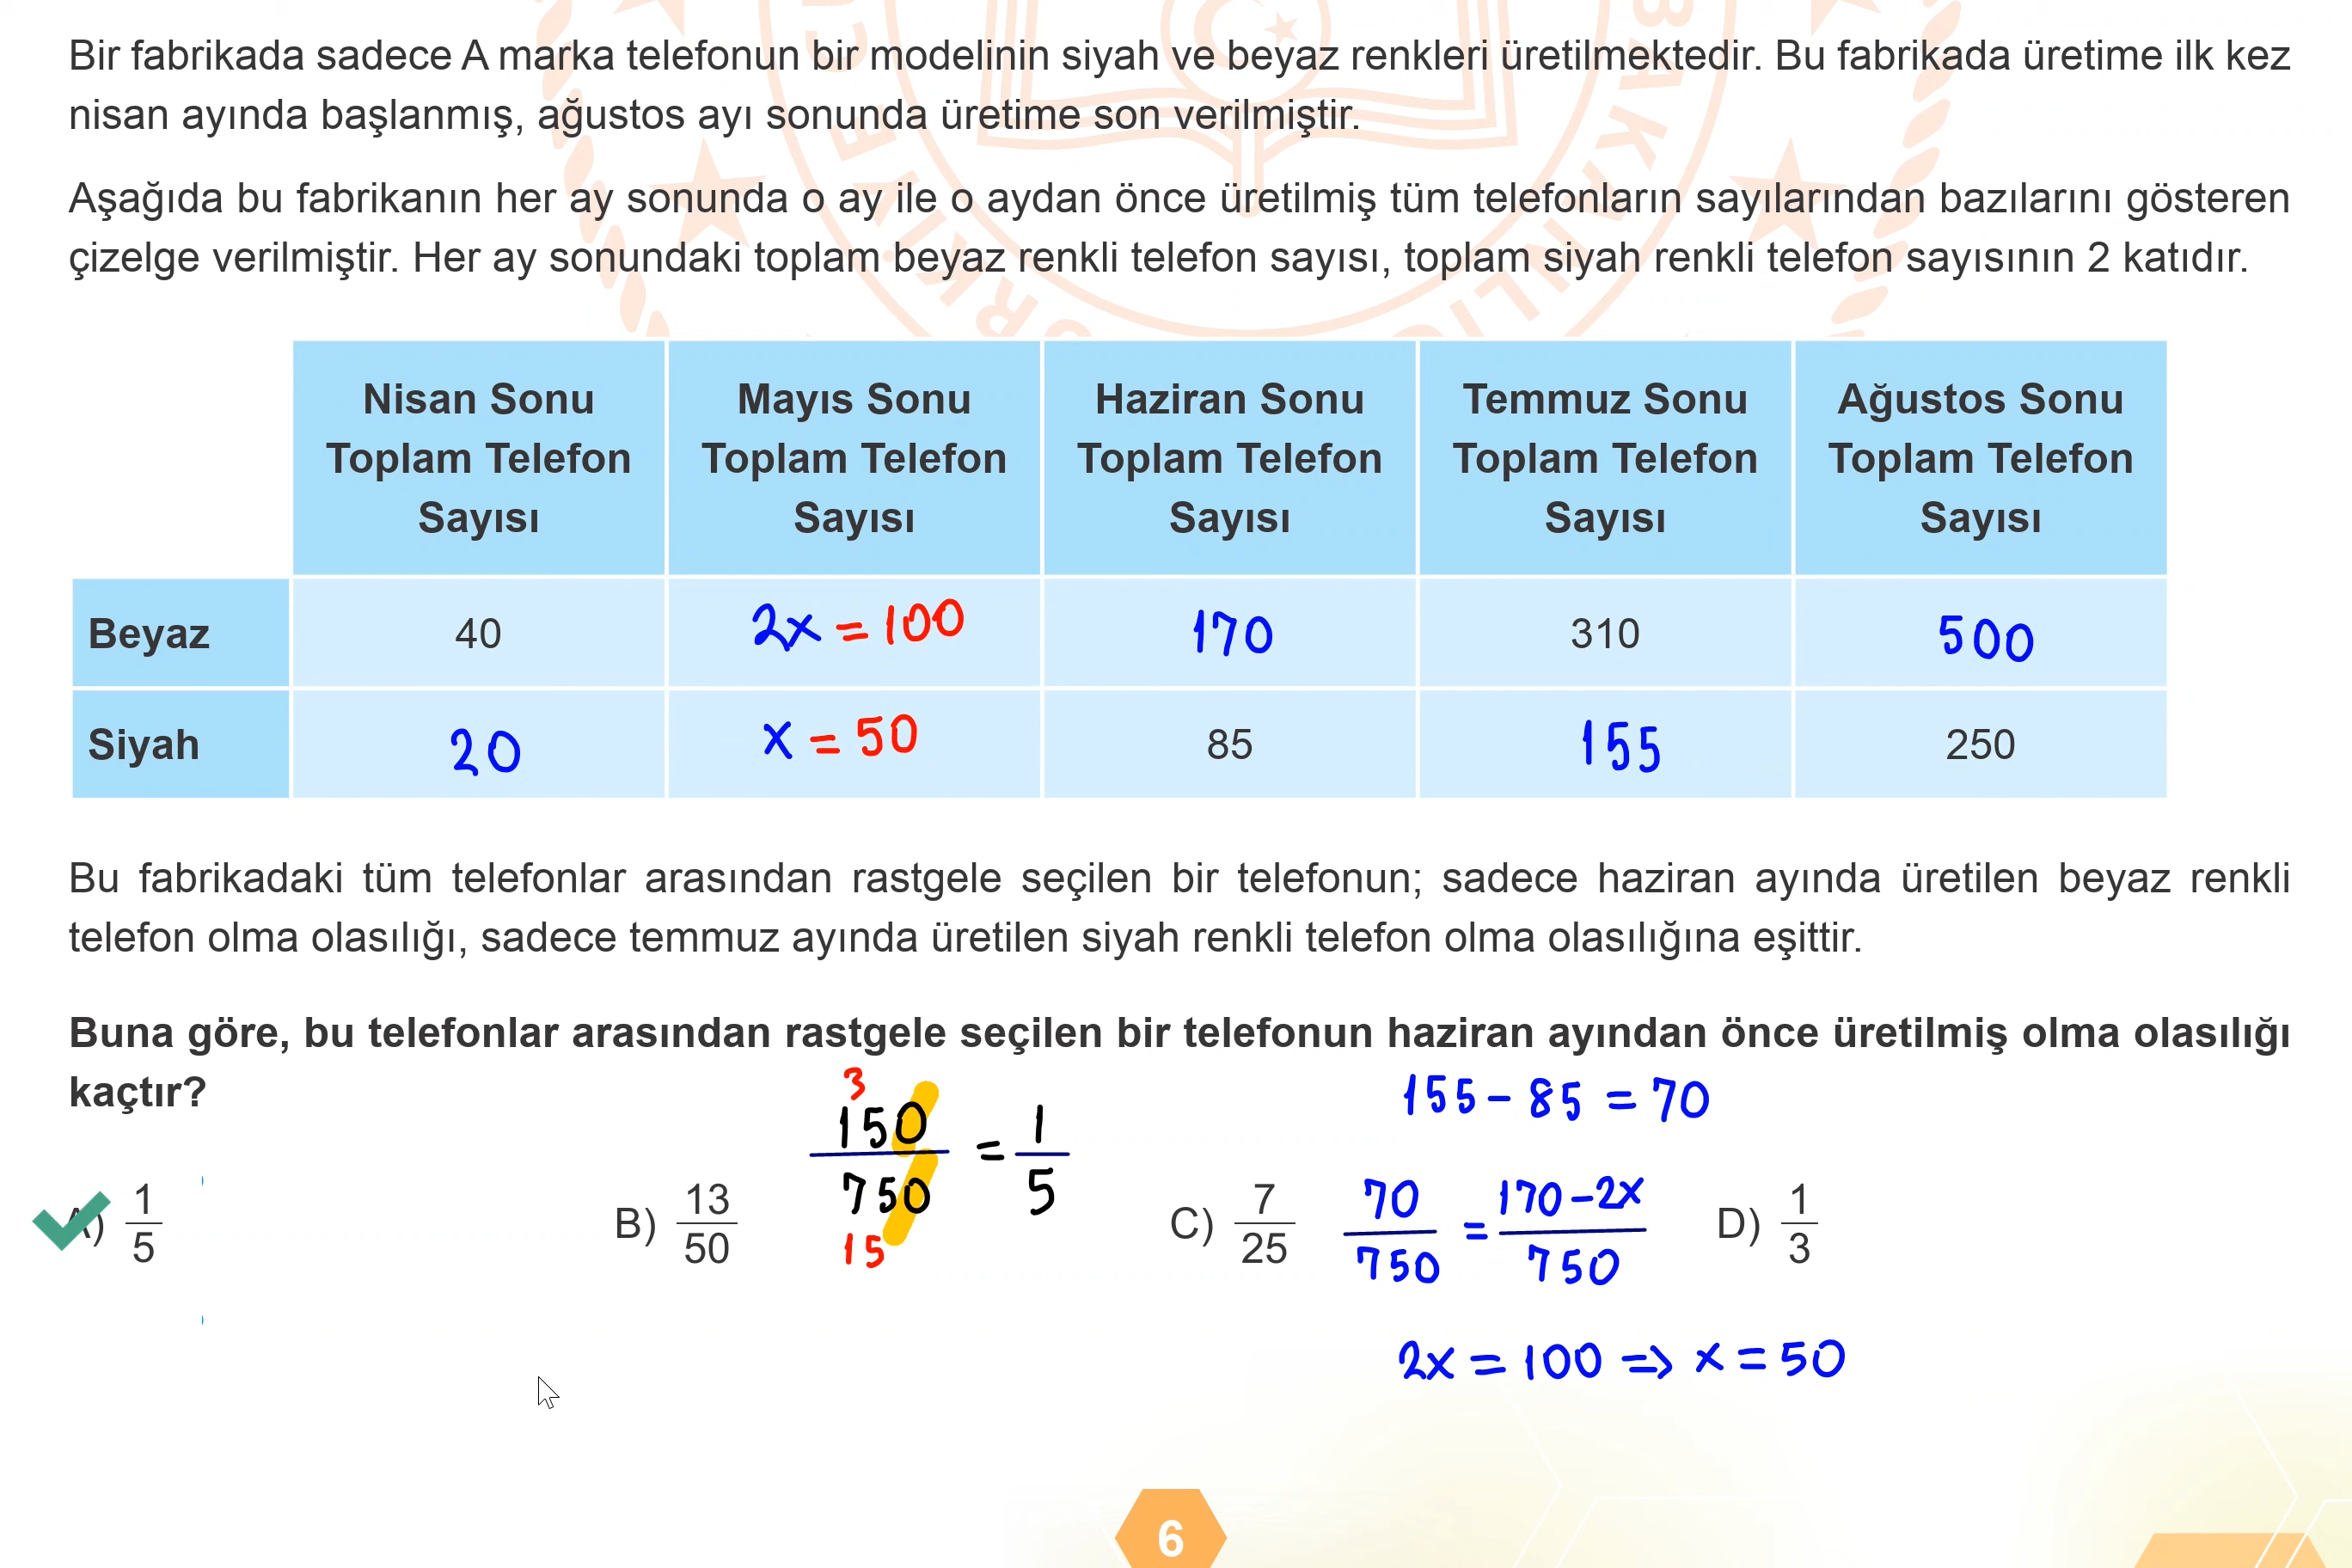 Bir fabrikada sadece A marka telefonun bir modelinin siyah ve beyaz renkleri üretilmektedir. Bu fabrikada üretime ilk kez
nisan ayında başlanmış, ağustos ayı sonunda üretime son verilmiştir.
Aşağıda bu fabrikanın her ay sonunda o ay ile o aydan önce üretilmiş tüm telefonların sayılarından bazılarını gösteren
çizelge verilmiştir. Her ay sonundaki toplam beyaz renkli telefon sayısı, toplam siyah renkli telefon sayısının 2 katıdır.
Nisan Sonu Mayıs Sonu Haziran Sonu Temmuz Sonu Ağustos Sonu
Toplam Telefon Toplam Telefon Toplam Telefon Toplam Telefon Toplam Telefon
Sayısı Sayısı Sayısı Sayısı Sayısı
Beyaz 40 2x = 100 170 310 500
Siyah 20 x = 50 85 155 250
Bu fabrikadaki tüm telefonlar arasından rastgele seçilen bir telefonun; sadece haziran ayında üretilen beyaz renkli
telefon olma olasılığı, sadece temmuz ayında üretilen siyah renkli telefon olma olasılığına eşittir.
Buna göre, bu telefonlar arasından rastgele seçilen bir telefonun haziran ayından önce üretilmiş olma olasılığı
kaçtır?
3
150/750 = 1/5
15
155 - 85 = 70
A) 1/5 B) 13/50 C) 7/25 70/750 = 170-2x/750 D) 1/3
2x = 100 => x = 50
6